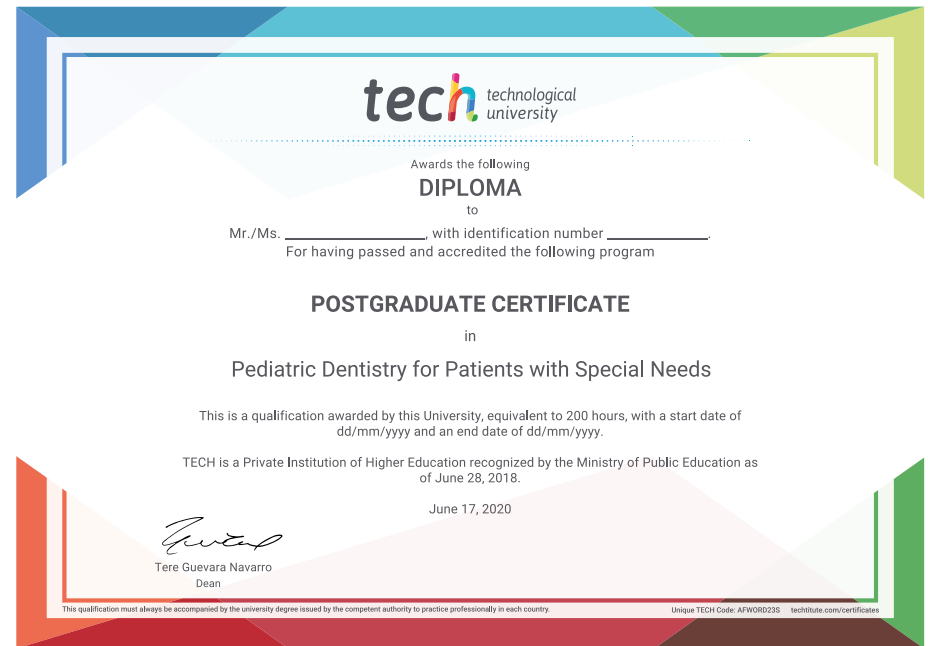 tech technological
university
Awards the following
DIPLOMA
to
Mr./Ms. ____________, with identification number ____________.
For having passed and accredited the following program
POSTGRADUATE CERTIFICATE
in
Pediatric Dentistry for Patients with Special Needs
This is a qualification awarded by this University, equivalent to 200 hours, with a start date of
dd/mm/yyyy and an end date of dd/mm/yyyy.
TECH is a Private Institution of Higher Education recognized by the Ministry of Public Education as
of June 28, 2018.
June 17, 2020
Tere Guevara Navarro
Dean
This qualification must always be accompanied by the university degree issued by the competent authority to practice professionally in each country.
Unique TECH Code: AFWORD23S techtitute.com/certificates